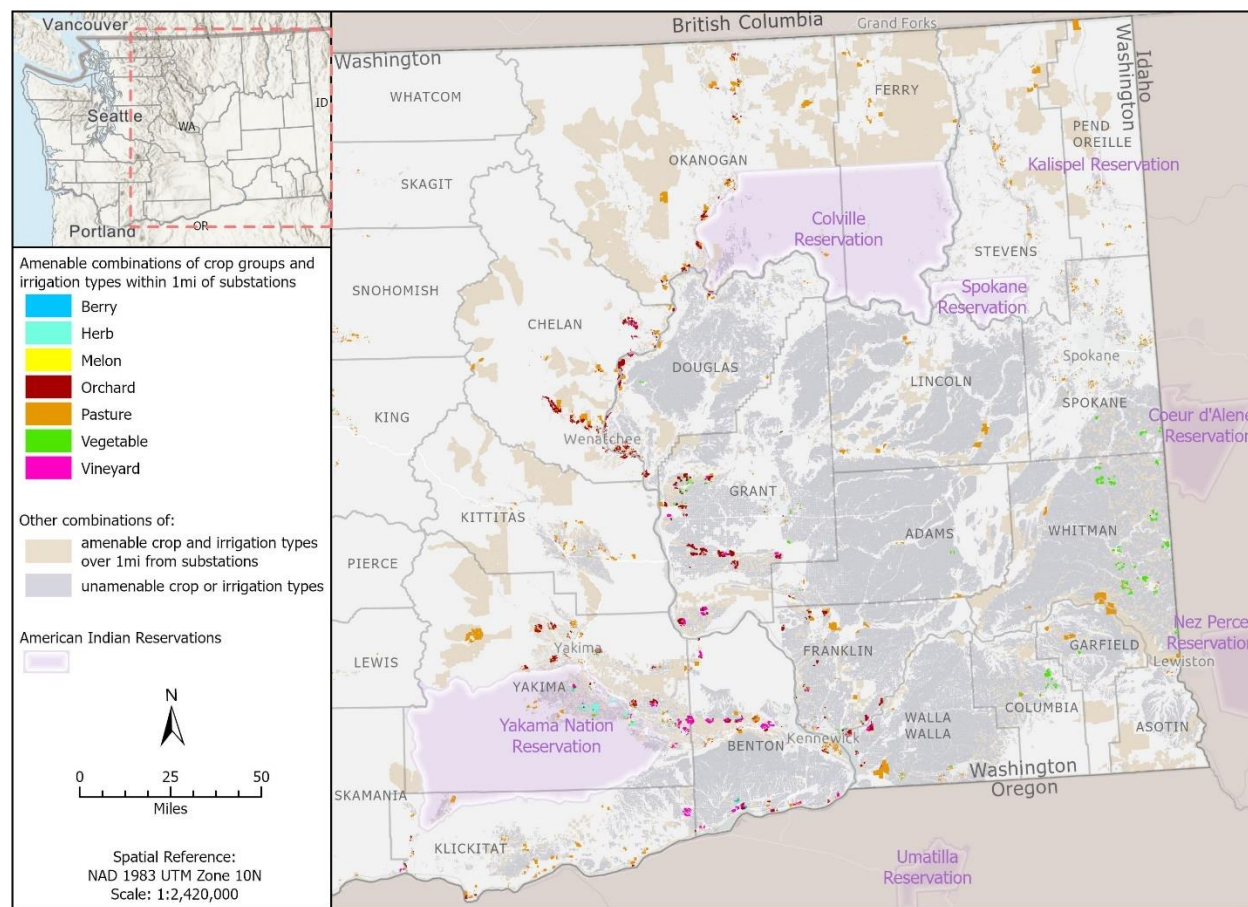 Vancouver
Seattle
WA
ID
Portland
OR
Amenable combinations of crop groups and
irrigation types within 1mi of substations
Berry
Herb
Melon
Orchard
Pasture
Vegetable
Vineyard
Other combinations of:
amenable crop and irrigation types
over 1mi from substations
unamenable crop or irrigation types
American Indian Reservations
N
0 25 50
Miles
Spatial Reference:
NAD 1983 UTM Zone 10N
Scale: 1:2,420,000
British Columbia
Grand Forks
Washington
Idaho
Washington
WHATCOM
FERRY
PEND
OREILLE
OKANOGAN
Kalispel Reservation
SKAGIT
Colville
Reservation
STEVENS
SNOHOMISH
Spokane
Reservation
CHELAN
DOUGLAS
Spokane
LINCOLN
SPOKANE
KING
Coeur d'Alene
Reservation
Wenatchee
GRANT
KITTITAS
ADAMS
WHITMAN
PIERCE
Nez Perce
Reservation
LEWIS
Yakima
FRANKLIN
GARFIELD
Lewiston
YAKIMA
Yakama Nation
Reservation
WALLA
WALLA
COLUMBIA
ASOTIN
BENTON
Kennewick
Washington
Oregon
SKAMANIA
KLICKITAT
Umatilla
Reservation